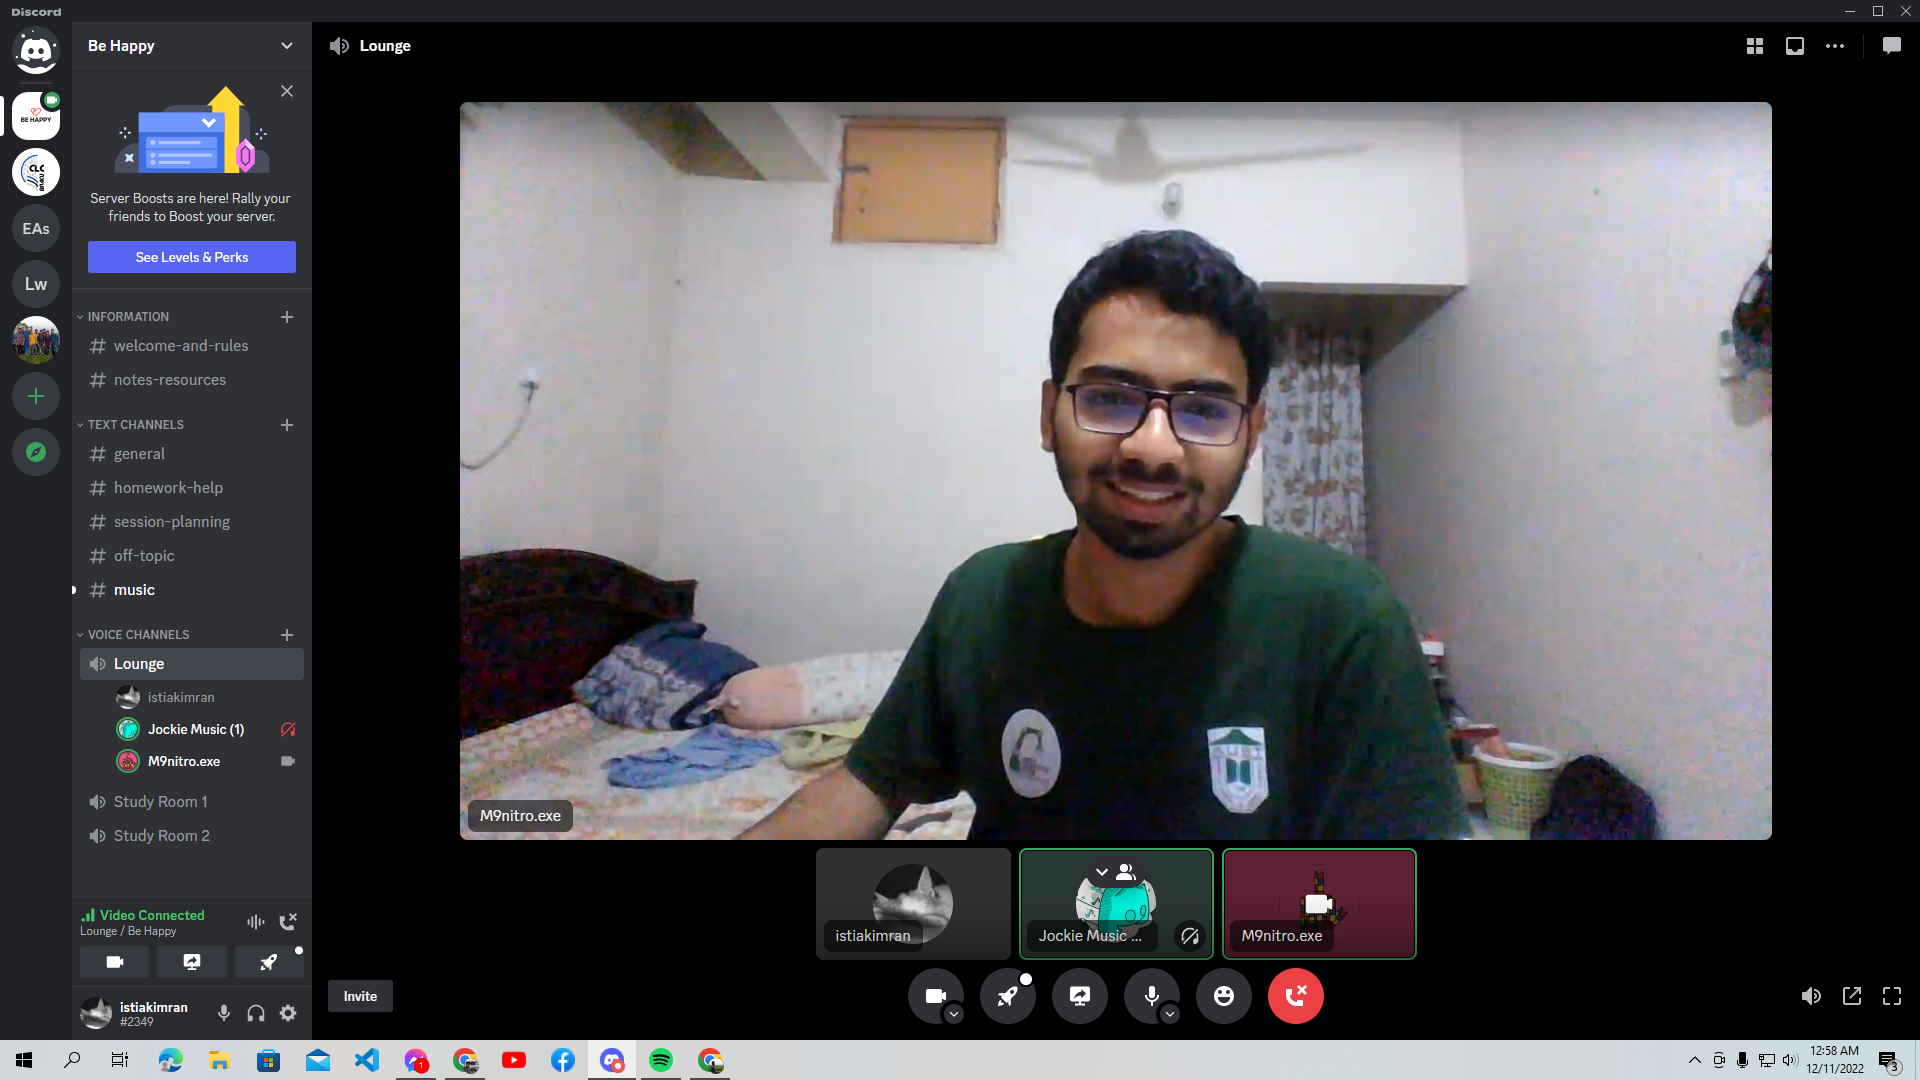 Discord
Be Happy
Lounge
BE HAPPY
CLC
EAs
Lw
Server Boosts are here! Rally your
friends to Boost your server.
See Levels & Perks
INFORMATION
welcome-and-rules
notes-resources
TEXT CHANNELS
general
homework-help
session-planning
off-topic
music
VOICE CHANNELS
Lounge
istiakimran
Jockie Music (1)
M9nitro.exe
Study Room 1
Study Room 2
Video Connected
Lounge / Be Happy
istiakimran
#2349
AUST
M9nitro.exe
istiakimran
Jockie Music ...
M9nitro.exe
Invite
1
12:58 AM
12/11/2022
3